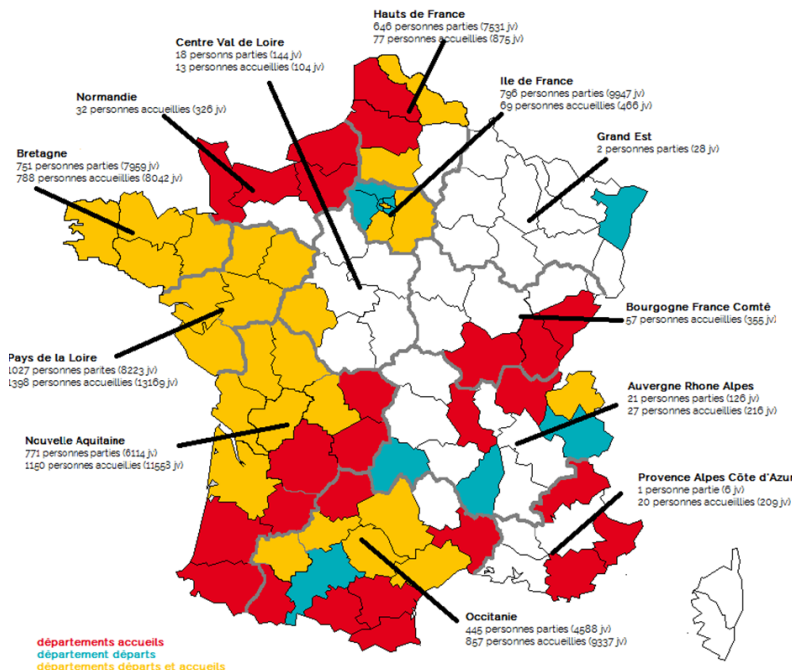 Hauts de France
646 personnes parties (7531 jv)
77 personnes accueillies (875 jv)
Centre Val de Loire
18 personns parties (144 jv)
13 personnes accueillies (104 jv)
Ile de France
796 personnes parties (9947 jv)
69 personnes accueillies (466 jv)
Normandie
32 personnes accueillies (326 jv)
Grand Est
2 personnes parties (28 jv)
Bretagne
751 personnes parties (7959 jv)
788 personnes accueillies (8042 jv)
Bourgogne France Comté
57 personnes accueillies (355 jv)
Pays de la Loire
1027 personnes parites (8223 jv)
1398 personnes accueillies (13169 jv)
Auvergne Rhone Alpes
21 personnes parties (126 jv)
27 personnes accueillies (216 jv)
Nouvelle Aquitaine
771 personnes parties (6114 jv)
1150 personnes accueillies (11553 jv)
Provence Alpes Côte d'Azur
1 personne partie (6 jv)
20 personnes accueillies (209 jv)
Occitanie
445 personnes parties (4588 jv)
857 personnes accueillies (9337 jv)
départements accueils
département départs
départements départs et accueils